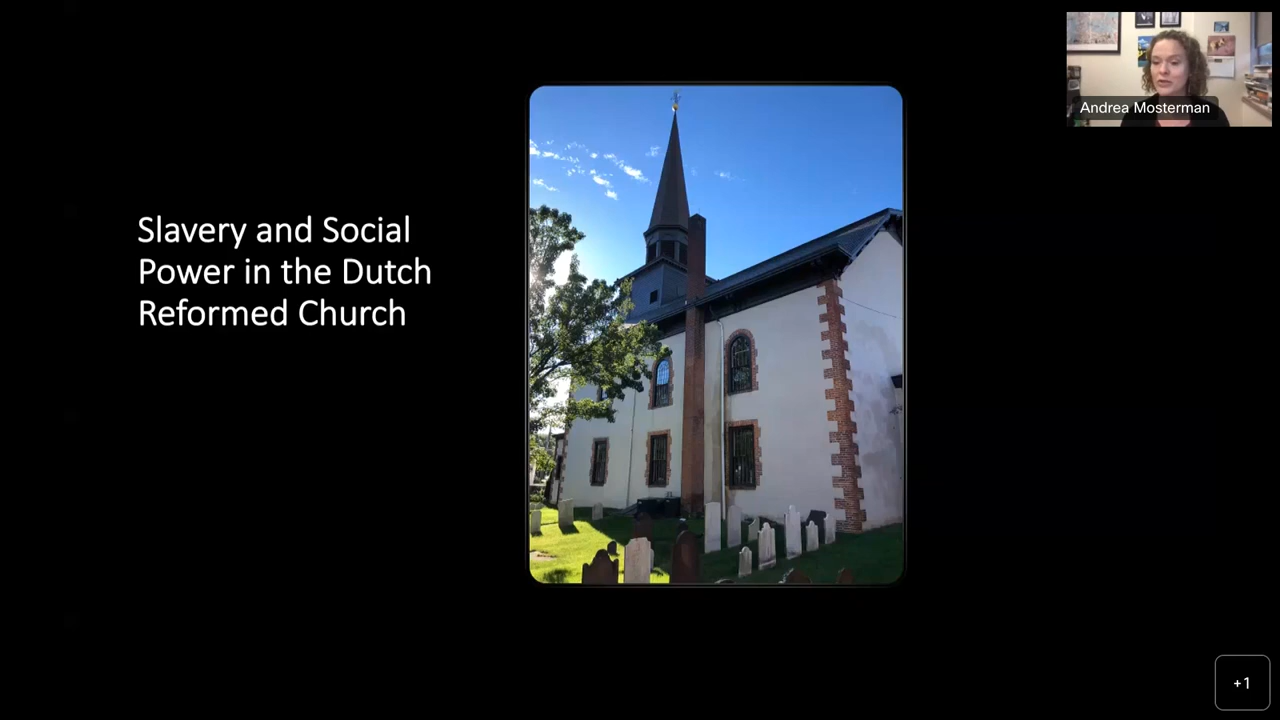 Andrea Mosterman
Slavery and Social
Power in the Dutch
Reformed Church
+1